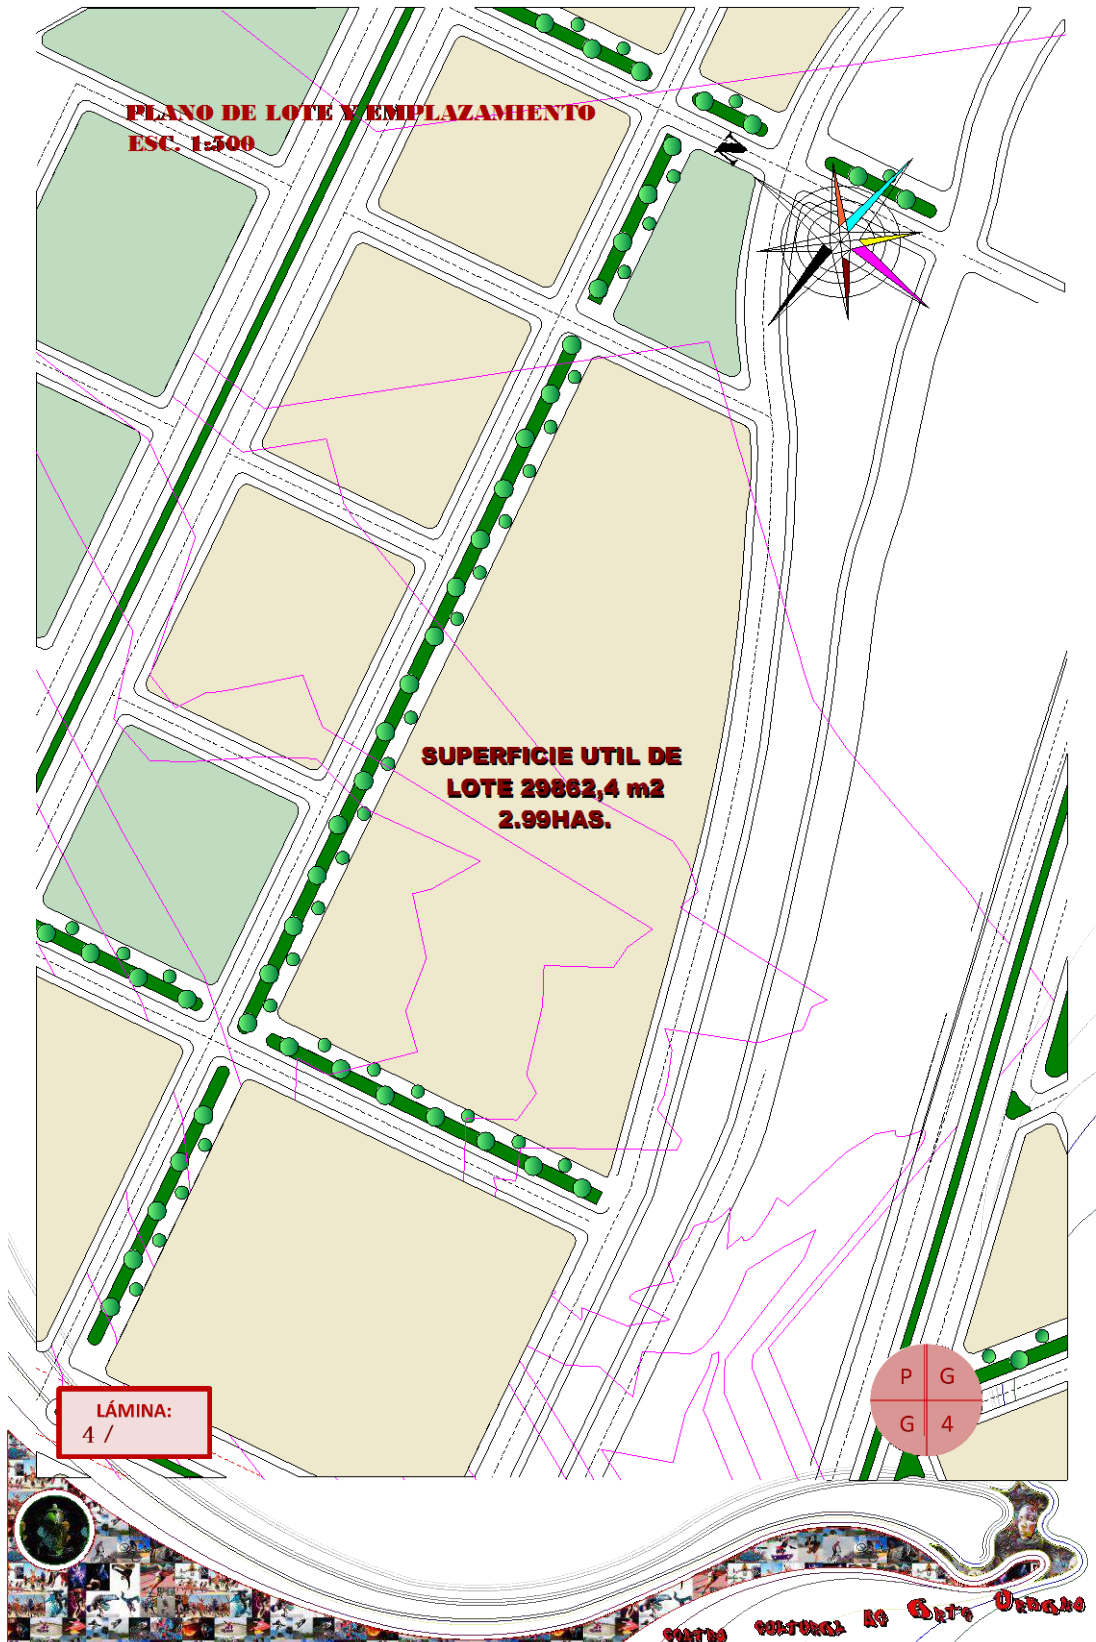 PLANO DE LOTE Y EMPLAZAMIENTO
ESC. 1:500
N
SUPERFICIE UTIL DE
LOTE 29862,4 m2
2.99HAS.
LÁMINA:
4 /
P G
G 4